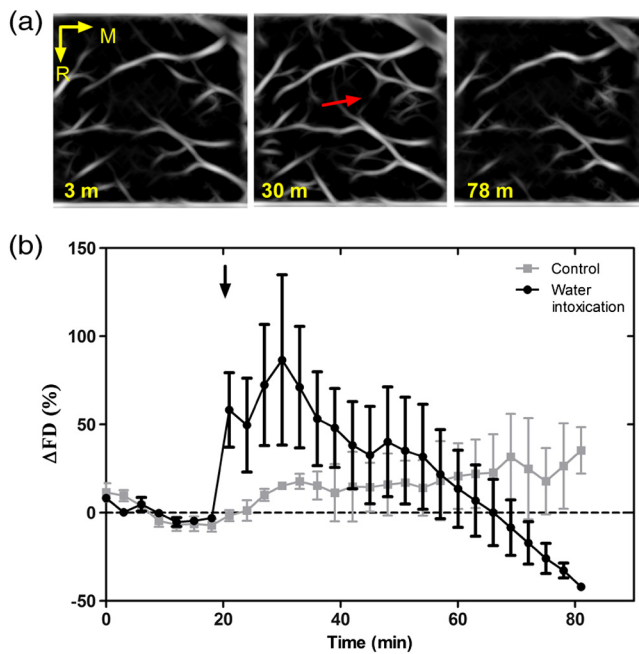 (a)
M
R
3 m
30 m
78 m
(b)
150
100
50
0
-50
ΔFD (%)
Control
Water
intoxication
0
20
40
60
80
Time (min)